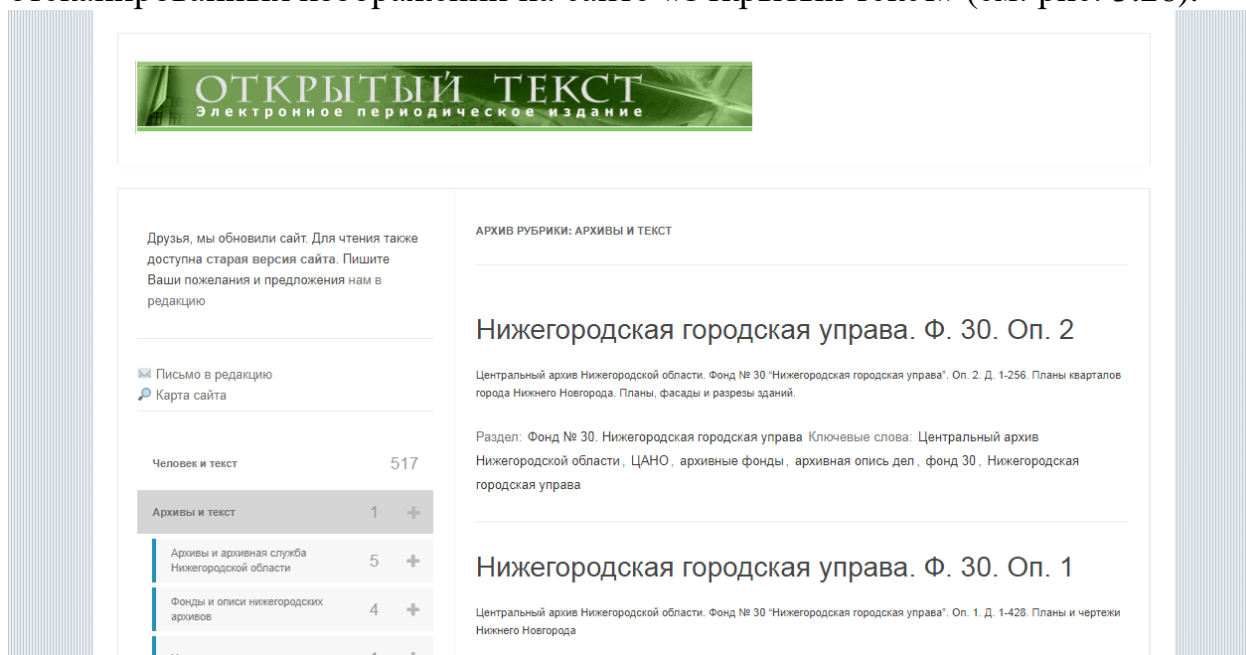 ОТКРЫТЫЙ ТЕКСТ
Электронное периодическое издание
Друзья, мы обновили сайт. Для чтения также
доступна старая версия сайта. Пишите
Ваши пожелания и предложения нам в
редакцию
Письмо в редакцию
Карта сайта
Человек и текст 517
Архивы и текст 1 +
Архивы и архивная служба
Нижегородской области 5 +
Фонды и описи нижегородских
архивов 4 +
АРХИВ РУБРИКИ: АРХИВЫ И ТЕКСТ
Нижегородская городская управа. Ф. 30. Оп. 2
Центральный архив Нижегородской области. Фонд № 30 "Нижегородская городская управа". Оп. 2. Д. 1-256. Планы кварталов
города Нижнего Новгорода. Планы, фасады и разрезы зданий.
Раздел: Фонд № 30. Нижегородская городская управа Ключевые слова: Центральный архив
Нижегородской области, ЦАНО, архивные фонды, архивная опись дел, фонд 30, Нижегородская
городская управа
Нижегородская городская управа. Ф. 30. Оп. 1
Центральный архив Нижегородской области. Фонд № 30 "Нижегородская городская управа". Оп. 1. Д. 1-428. Планы и чертежи
Нижнего Новгорода